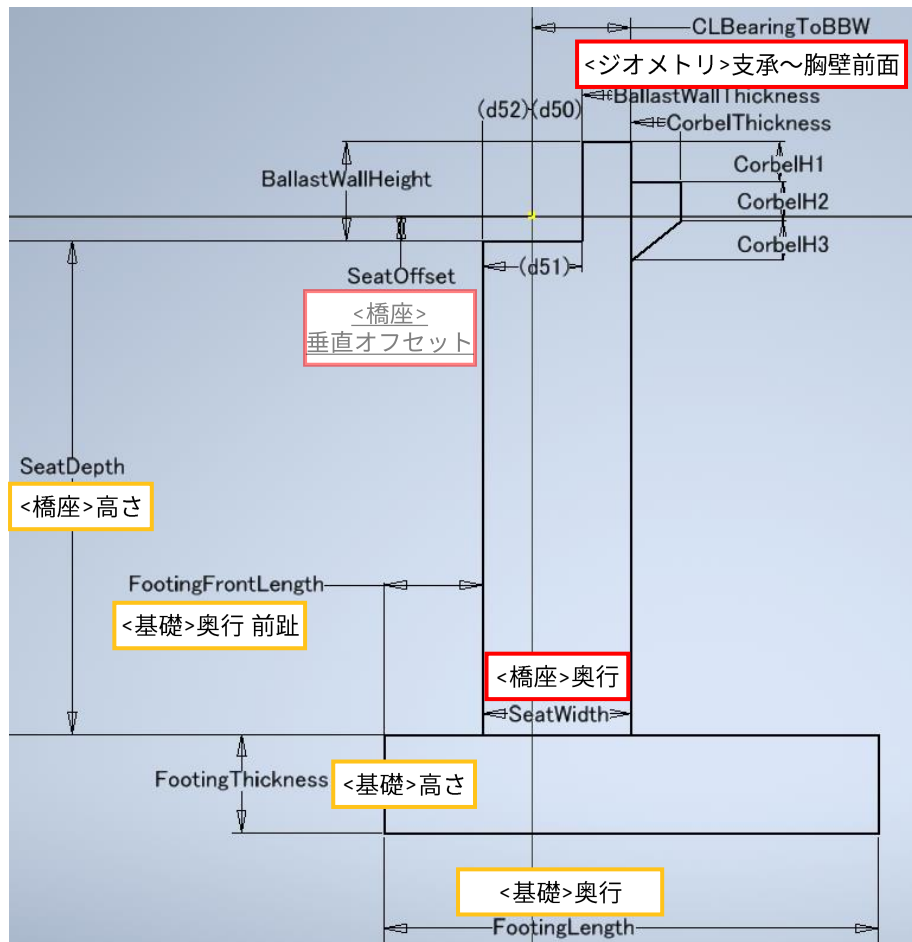 CLBearingToBBW
<ジオメトリ>支承～胸壁前面
BallastWallThickness
(d52)(d50)
CorbelThickness
CorbelH1
BallastWallHeight
CorbelH2
CorbelH3
(d51)
SeatOffset
<橋座>
垂直オフセット
SeatDepth
<橋座>高さ
FootingFrontLength
<基礎>奥行 前趾
<橋座>奥行
SeatWidth
FootingThickness
<基礎>高さ
<基礎>奥行
FootingLength